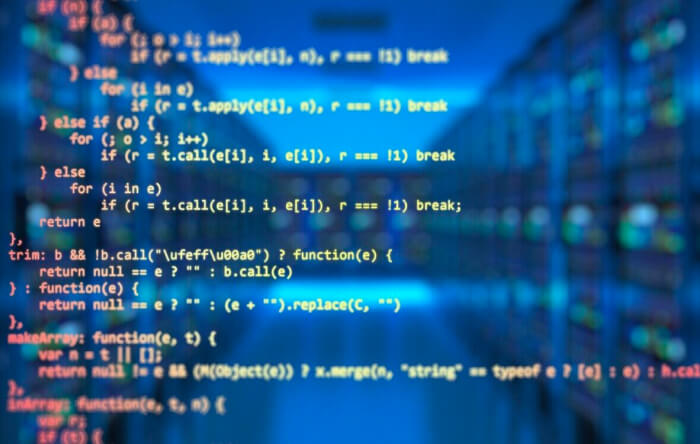 if (n) {
if (a) {
for (; o > i; i++)
if (r = t.apply(e[i], n), r === !1) break
} else
for (i in e)
if (r = t.apply(e[i], n), r === !1) break
} else if (a) {
for (; o > i; i++)
if (r = t.call(e[i], i, e[i]), r === !1) break
} else
for (i in e)
if (r = t.call(e[i], i, e[i]), r === !1) break;
return e
},
trim: b && !b.call("\ufeff\u00a0") ? function(e) {
return null == e ? "" : b.call(e)
} : function(e) {
return null == e ? "" : (e + "").replace(C, "")
},
makeArray: function(e, t) {
var n = t || [];
return null != e && (M(Object(e)) ? x.merge(n, "string" == typeof e ? [e] : e) : h.cal
},
inArray: function(e, t, n) {
var r;
if (t) {